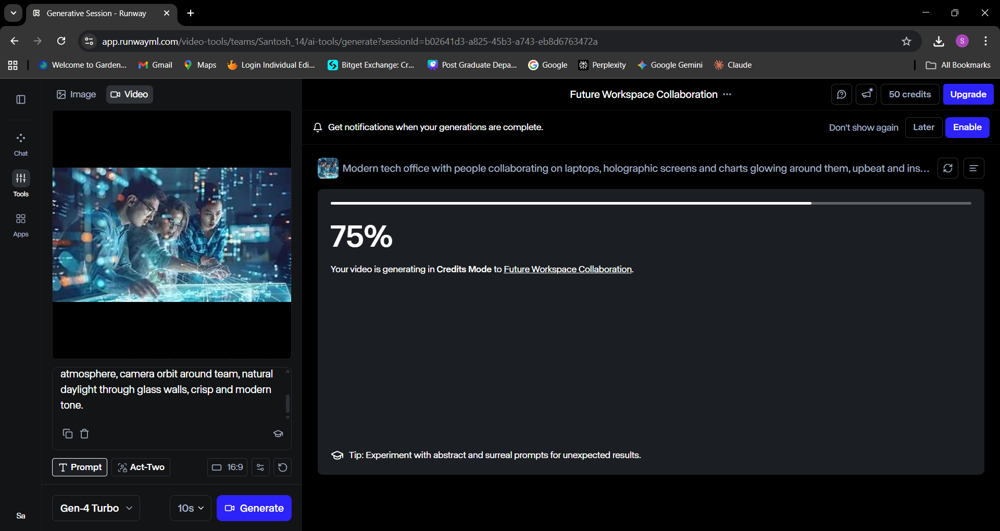 Generative Session - Runway
app.runwayml.com/video-tools/teams/Santosh_14/ai-tools/generate?sessionId=b02641d3-a825-45b3-a743-eb8d6763472a
S
Welcome to Garden...
Gmail
Maps
Login Individual Edi...
Bitget Exchange: Cr...
Post Graduate Depa...
Google
Perplexity
Google Gemini
Claude
All Bookmarks
Image
Video
Future Workspace Collaboration
50 credits
Upgrade
Get notifications when your generations are complete.
Don't show again
Later
Enable
Chat
Tools
Apps
Modern tech office with people collaborating on laptops, holographic screens and charts glowing around them, upbeat and ins...
75%
Your video is generating in Credits Mode to Future Workspace Collaboration.
atmosphere, camera orbit around team, natural
daylight through glass walls, crisp and modern
tone.
Tip: Experiment with abstract and surreal prompts for unexpected results.
Prompt
Act-Two
16:9
Gen-4 Turbo
10s
Generate
Sa